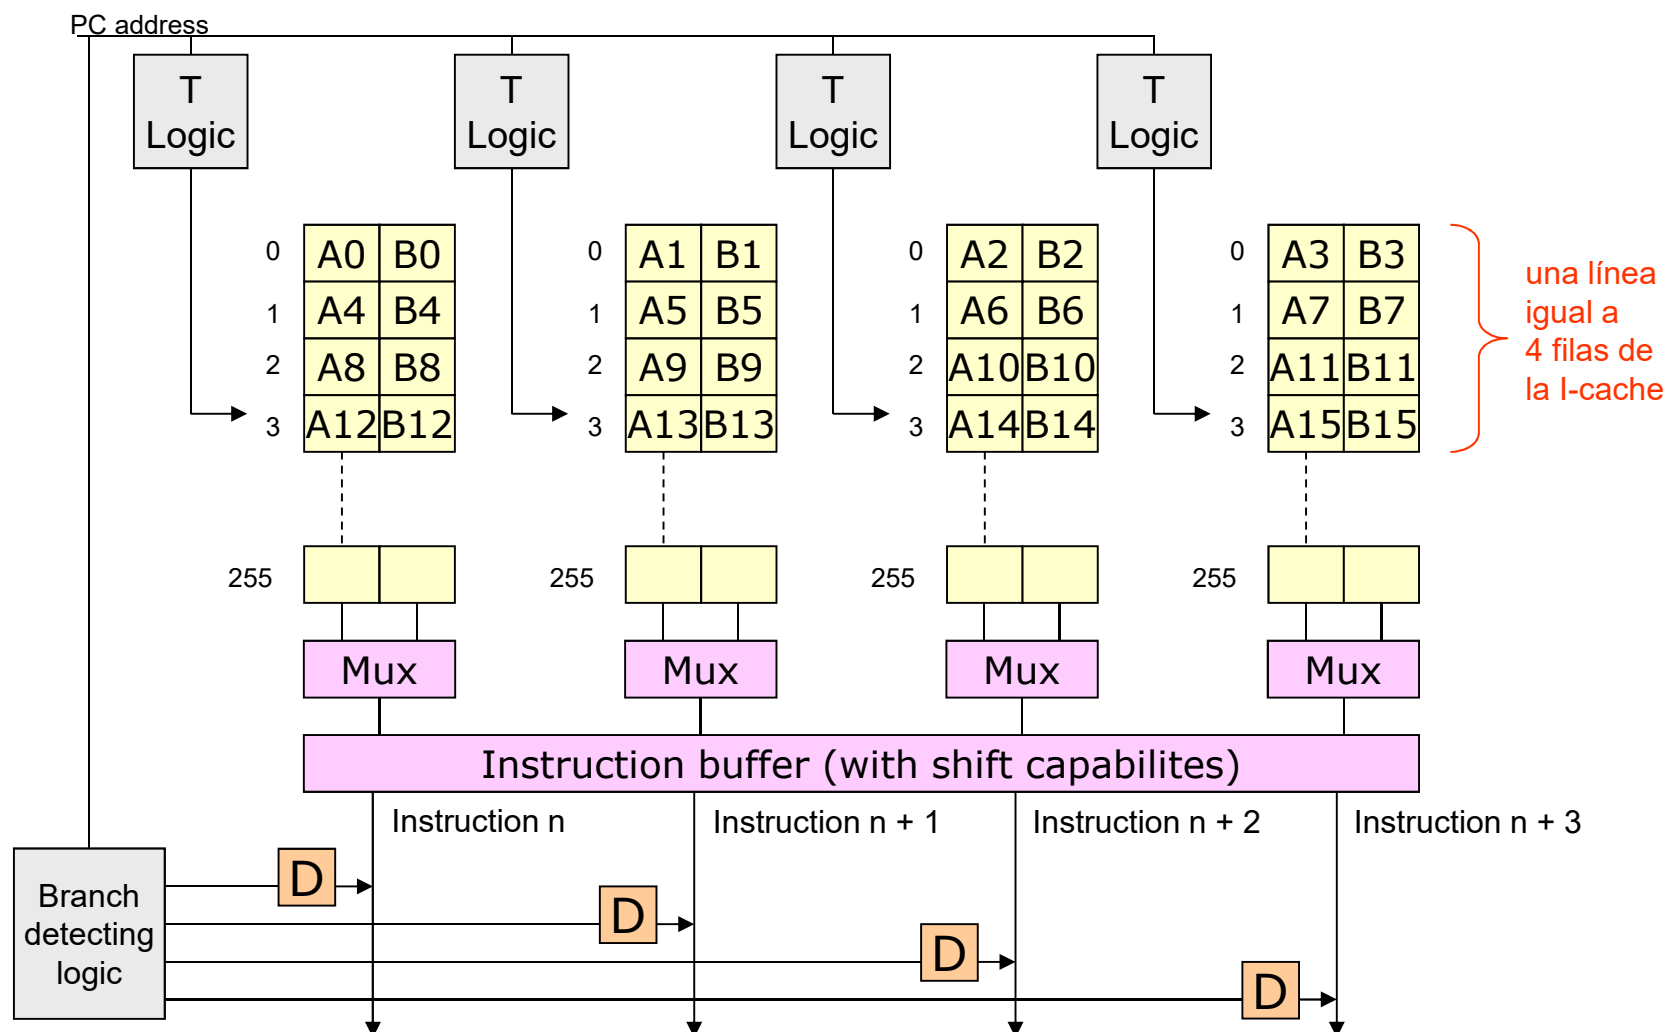 PC address
T
Logic
T
Logic
T
Logic
T
Logic
0 A0 B0 0 A1 B1 0 A2 B2 0 A3 B3
1 A4 B4 1 A5 B5 1 A6 B6 1 A7 B7
2 A8 B8 2 A9 B9 2 A10 B10 2 A11 B11
3 A12 B12 3 A13 B13 3 A14 B14 3 A15 B15
una línea
igual a
4 filas de
la I-cache
255 255 255 255
Mux Mux Mux Mux
Instruction buffer (with shift capabilites)
Instruction n Instruction n + 1 Instruction n + 2 Instruction n + 3
Branch
detecting
logic
D
D
D
D